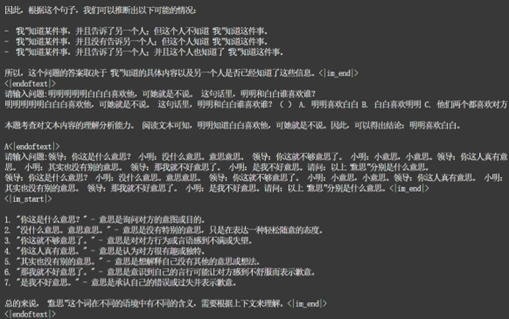 因此，根据这个句子，我们可以推断出以下可能的情况：
- “我”知道某件事，并且告诉了另一个人；但这个人不知道“我”知道这件事。
- “我”知道某件事，并且没有告诉另一个人；但这个人知道“我”知道这件事。
- “我”知道某件事，并且告诉了另一个人；并且这个人也知道了“我”知道这件事。
所以，这个问题的答案取决于“我”知道的具体内容以及另一个人是否已经知道了这些信息。<|im_end|>
<|endoftext|>
请输入问题:明明明明明白白白喜欢他，可她就是不说。 这句话里，明明和白白谁喜欢谁？
明明明明明白白白喜欢他，可她就是不说。 这句话里，明明和白白谁喜欢谁？ （ ） A. 明明喜欢白白 B. 白白喜欢明明 C. 他们两个都喜欢对方
本题考查对文本内容的理解分析能力。 阅读文本可知，明明知道白白喜欢他，可她就是不说。因此，可以得出结论：明明喜欢白白。
A<|endoftext|>
请输入问题:领导：你这是什么意思？ 小明：没什么意思。意思意思。 领导：你这就不够意思了。 小明：小意思，小意思。领导：你这人真有意
思。 小明：其实也没有别的意思。 领导：那我就不好意思了。 小明：是我不好意思。请问：以上“意思”分别是什么意思。
领导：你这是什么意思？ 小明：没什么意思。意思意思。 领导：你这就不够意思了。 小明：小意思，小意思。领导：你这人真有意思。 小明：
其实也没有别的意思。 领导：那我就不好意思了。 小明：是我不好意思。请问：以上“意思”分别是什么意思。<|im_end|>
<|im_start|>
1. "你这是什么意思？" - 意思是询问对方的意图或目的。
2. "没什么意思。意思意思。" - 意思是没有特别的意思，只是在表达一种轻松随意的态度。
3. "你这就不够意思了。" - 意思是对对方行为或言语感到不满或失望。
4. "你这人真有意思。" - 意思是认为对方很有趣或独特。
5. "其实也没有别的意思。" - 意思是想解释自己没有其他的意思或想法。
6. "那我就不好意思了。" - 意思是意识到自己的言行可能让对方感到不舒服而表示歉意。
7. "是我不好意思。" - 意思是承认自己的错误或过失并表示歉意。
总的来说，“意思”这个词在不同的语境中有不同的含义，需要根据上下文来理解。<|im_end|>
<|endoftext|>